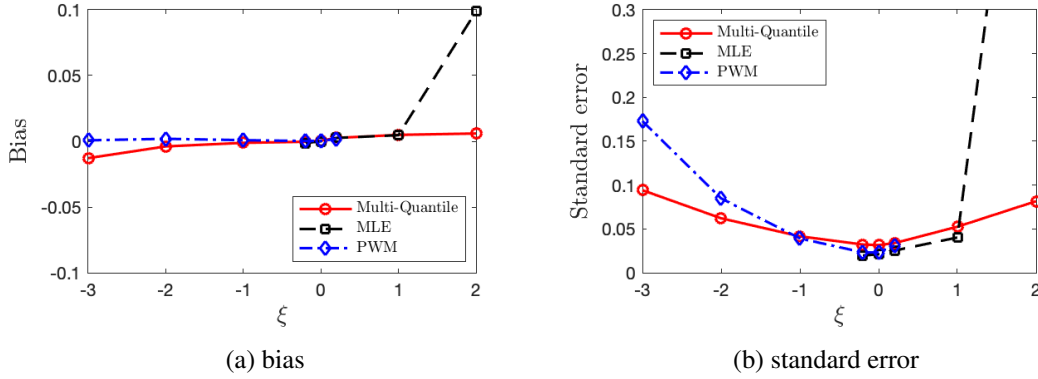 0.1
0.05
0
-0.05
-0.1
Bias
-3 -2 -1 0 1 2
ξ
Multi-Quantile
MLE
PWM
(a) bias
0.3
0.25
0.2
0.15
0.1
0.05
0
Standard error
-3 -2 -1 0 1 2
ξ
Multi-Quantile
MLE
PWM
(b) standard error